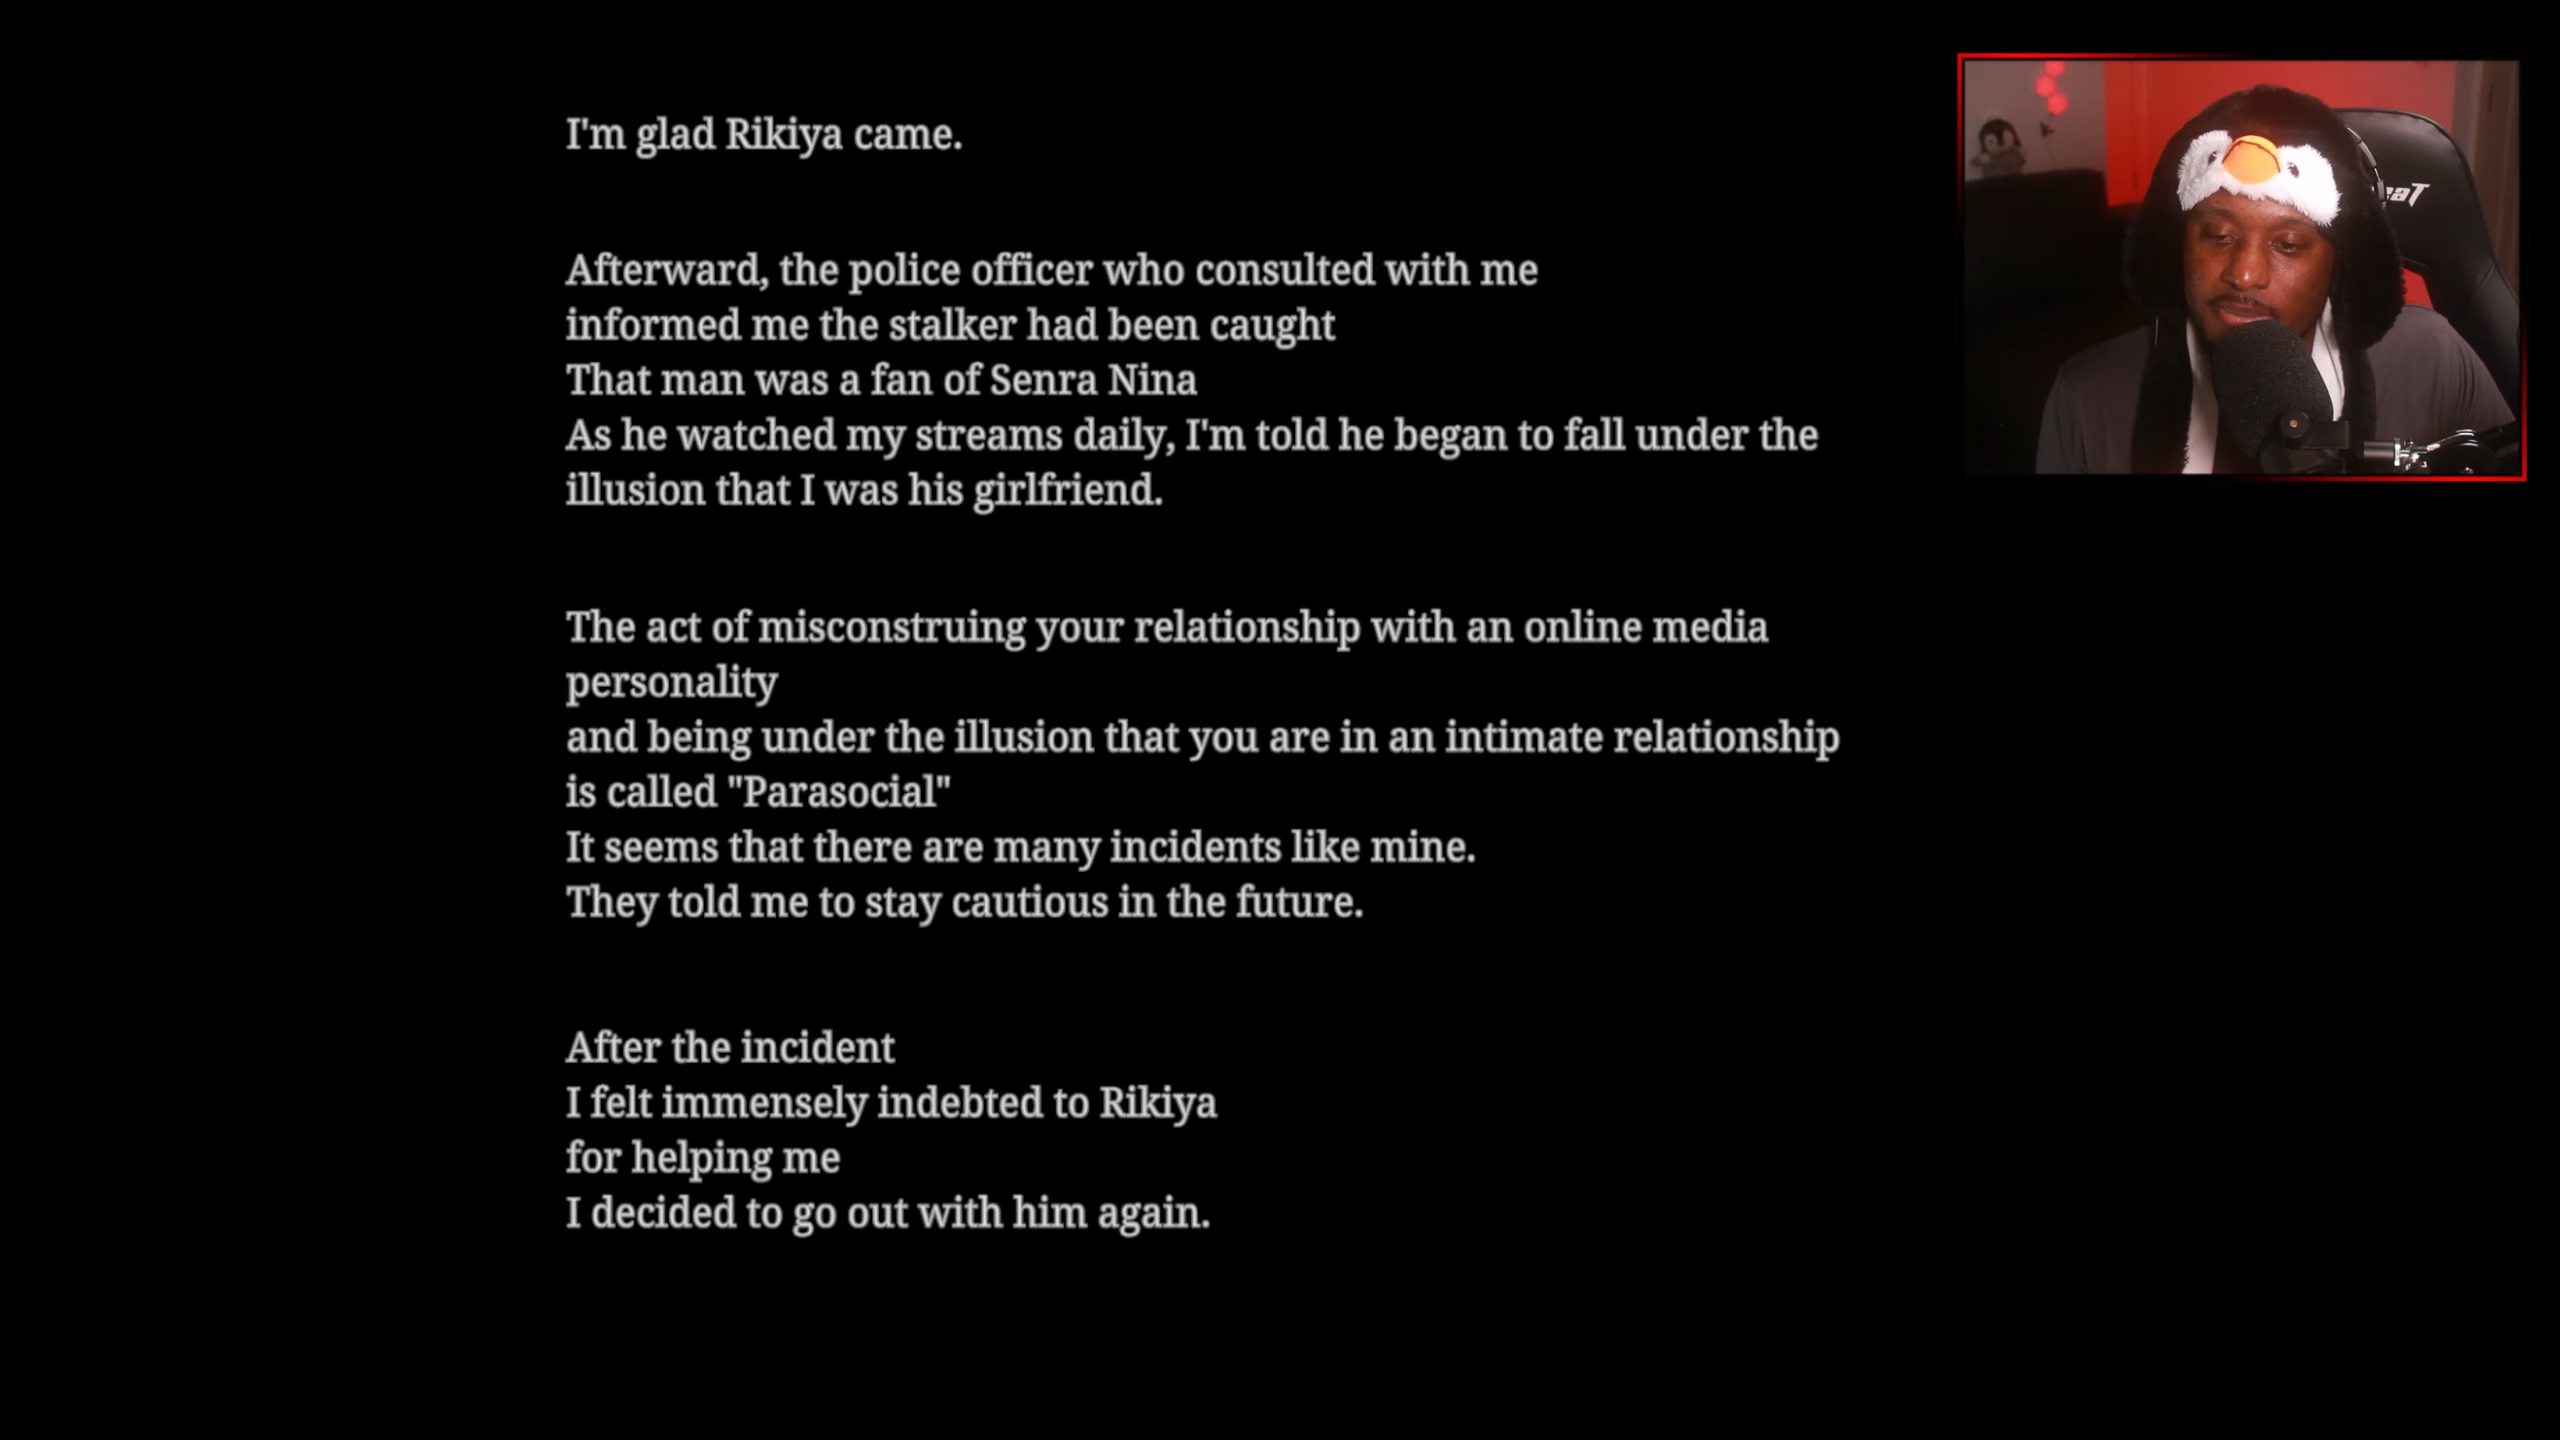 I'm glad Rikiya came.
Afterward, the police officer who consulted with me
informed me the stalker had been caught
That man was a fan of Senra Nina
As he watched my streams daily, I'm told he began to fall under the
illusion that I was his girlfriend.
The act of misconstruing your relationship with an online media
personality
and being under the illusion that you are in an intimate relationship
is called "Parasocial"
It seems that there are many incidents like mine.
They told me to stay cautious in the future.
After the incident
I felt immensely indebted to Rikiya
for helping me
I decided to go out with him again.